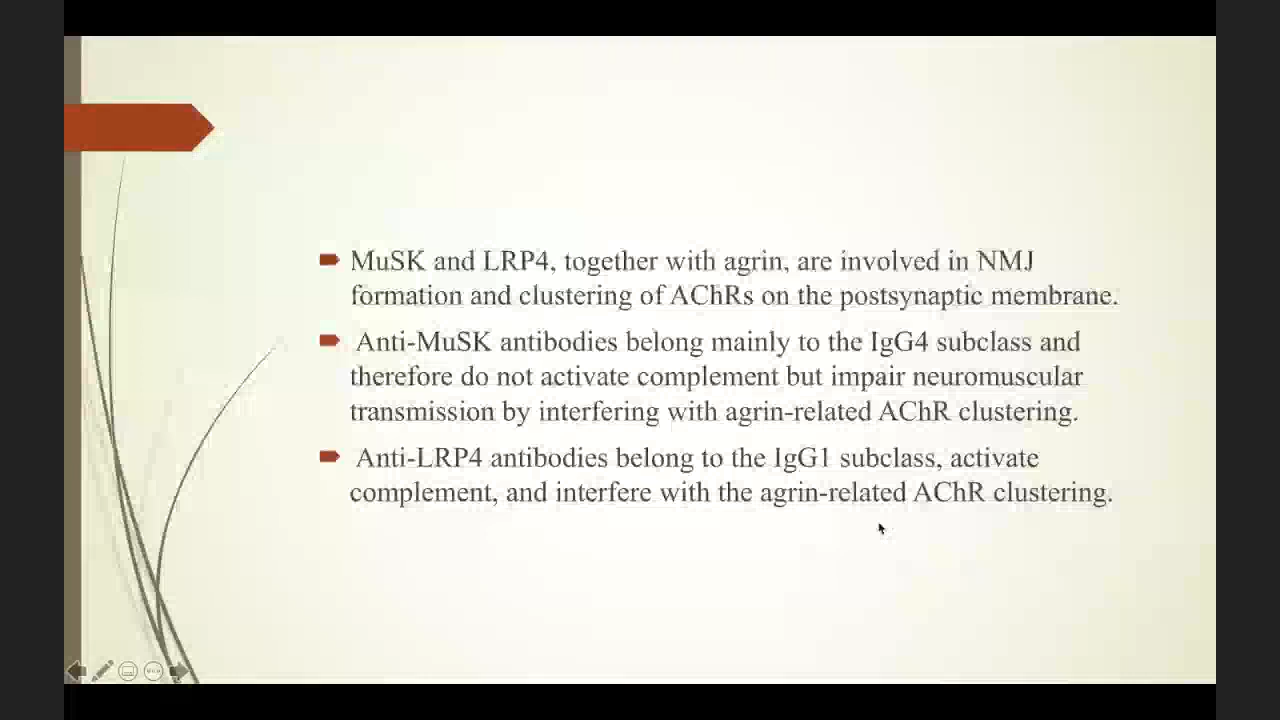 MuSK and LRP4, together with agrin, are involved in NMJ
formation and clustering of AChRs on the postsynaptic membrane.
Anti-MuSK antibodies belong mainly to the IgG4 subclass and
therefore do not activate complement but impair neuromuscular
transmission by interfering with agrin-related AChR clustering.
Anti-LRP4 antibodies belong to the IgG1 subclass, activate
complement, and interfere with the agrin-related AChR clustering.